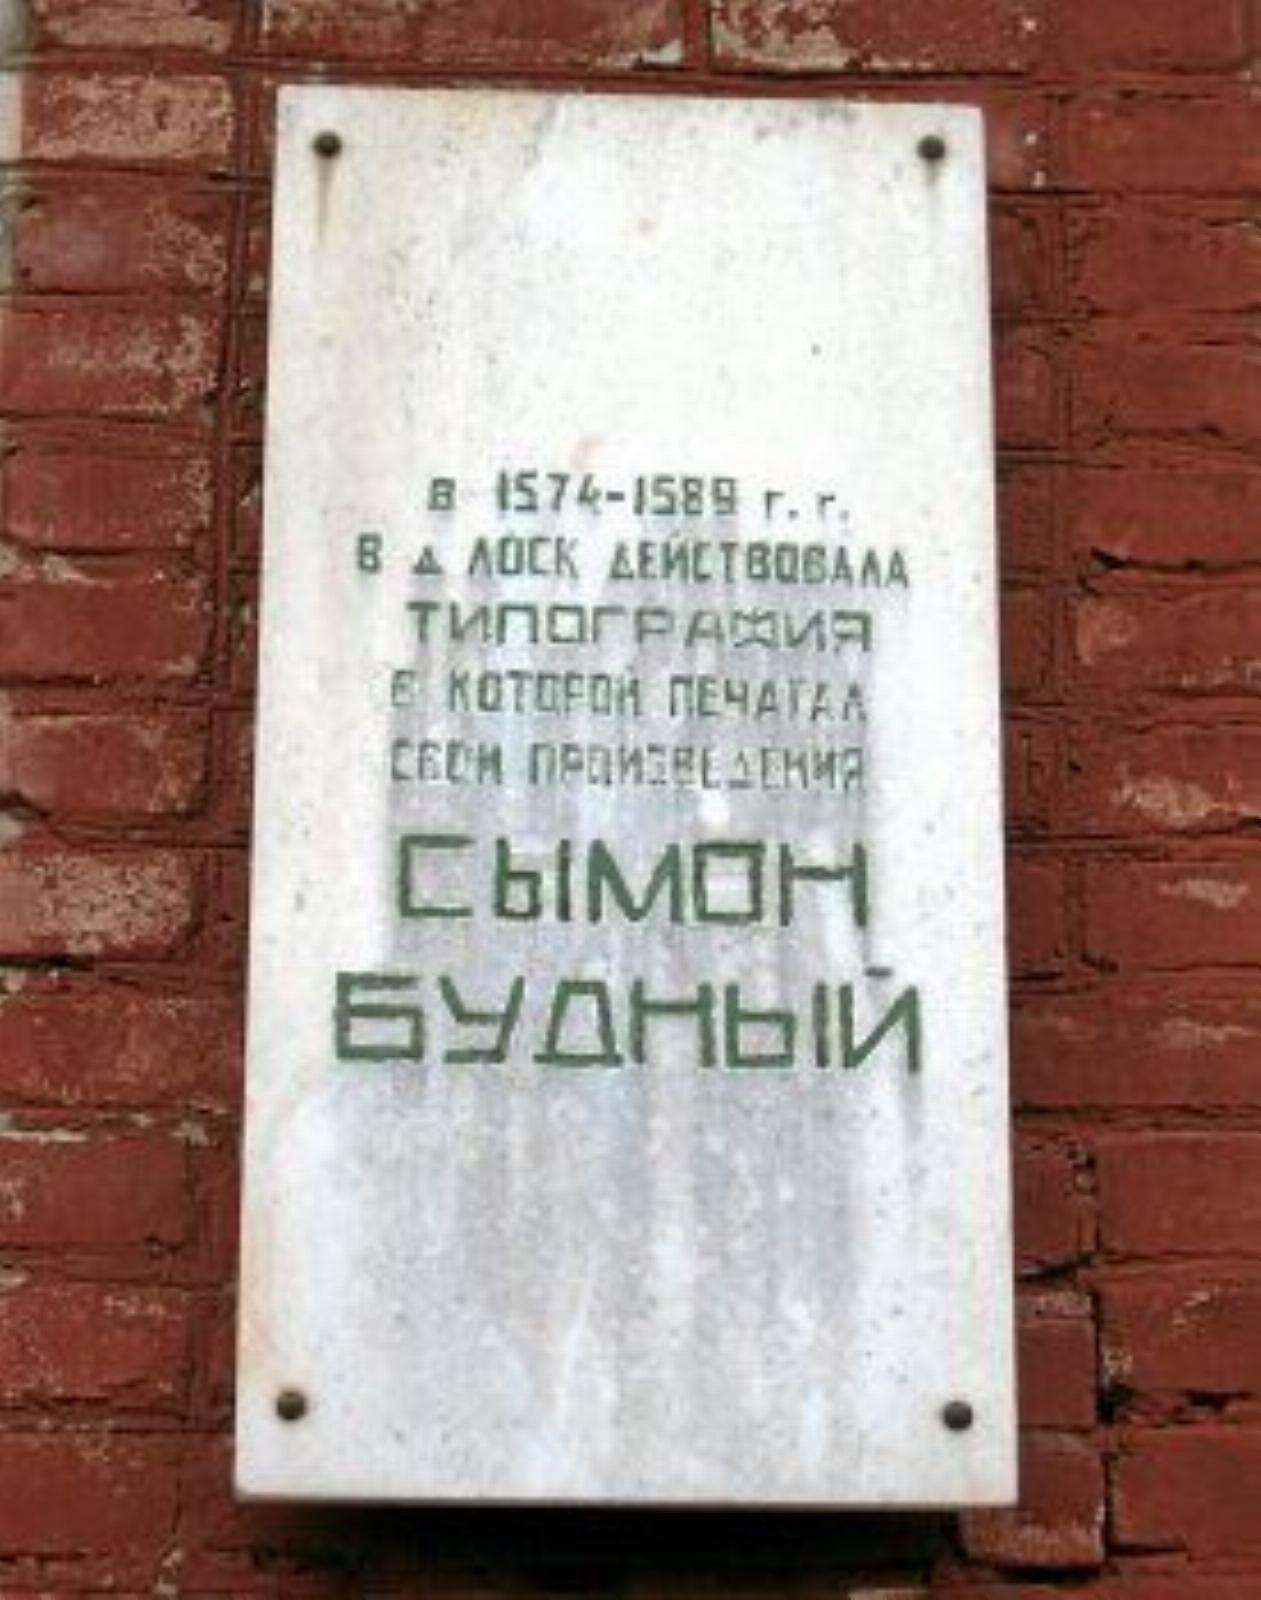 в 1574-1589 г. г.
В Д ЛОСК ДЕЙСТВОВАЛА
ТИПОГРАФИЯ
В КОТОРОЙ ПЕЧАТАЛ
СВОИ ПРОИЗВЕДЕНИЯ
СЫМОН
БУДНЫЙ